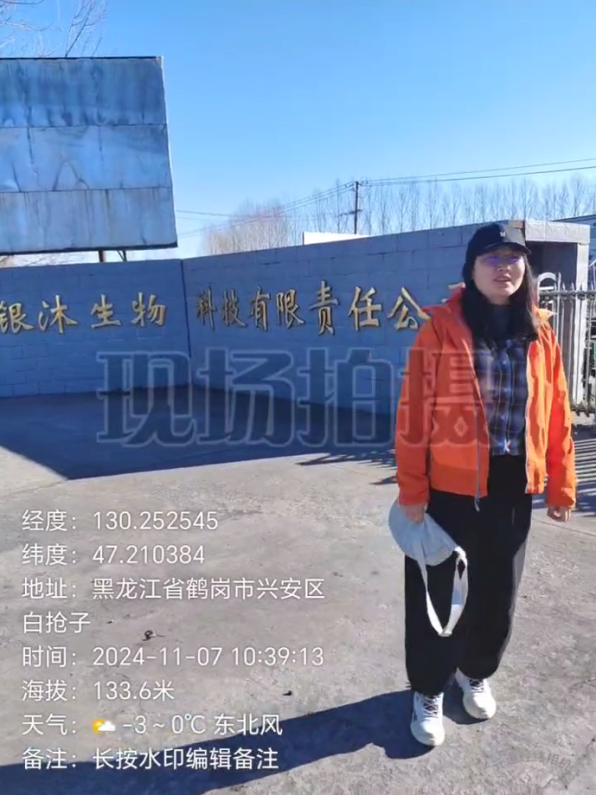 银沐生物 科技有限责任公司
现场拍摄
经度：130.252545
纬度：47.210384
地址：黑龙江省鹤岗市兴安区
白抢子
时间：2024-11-07 10:39:13
海拔：133.6米
天气：-3～0℃ 东北风
备注：长按水印编辑备注